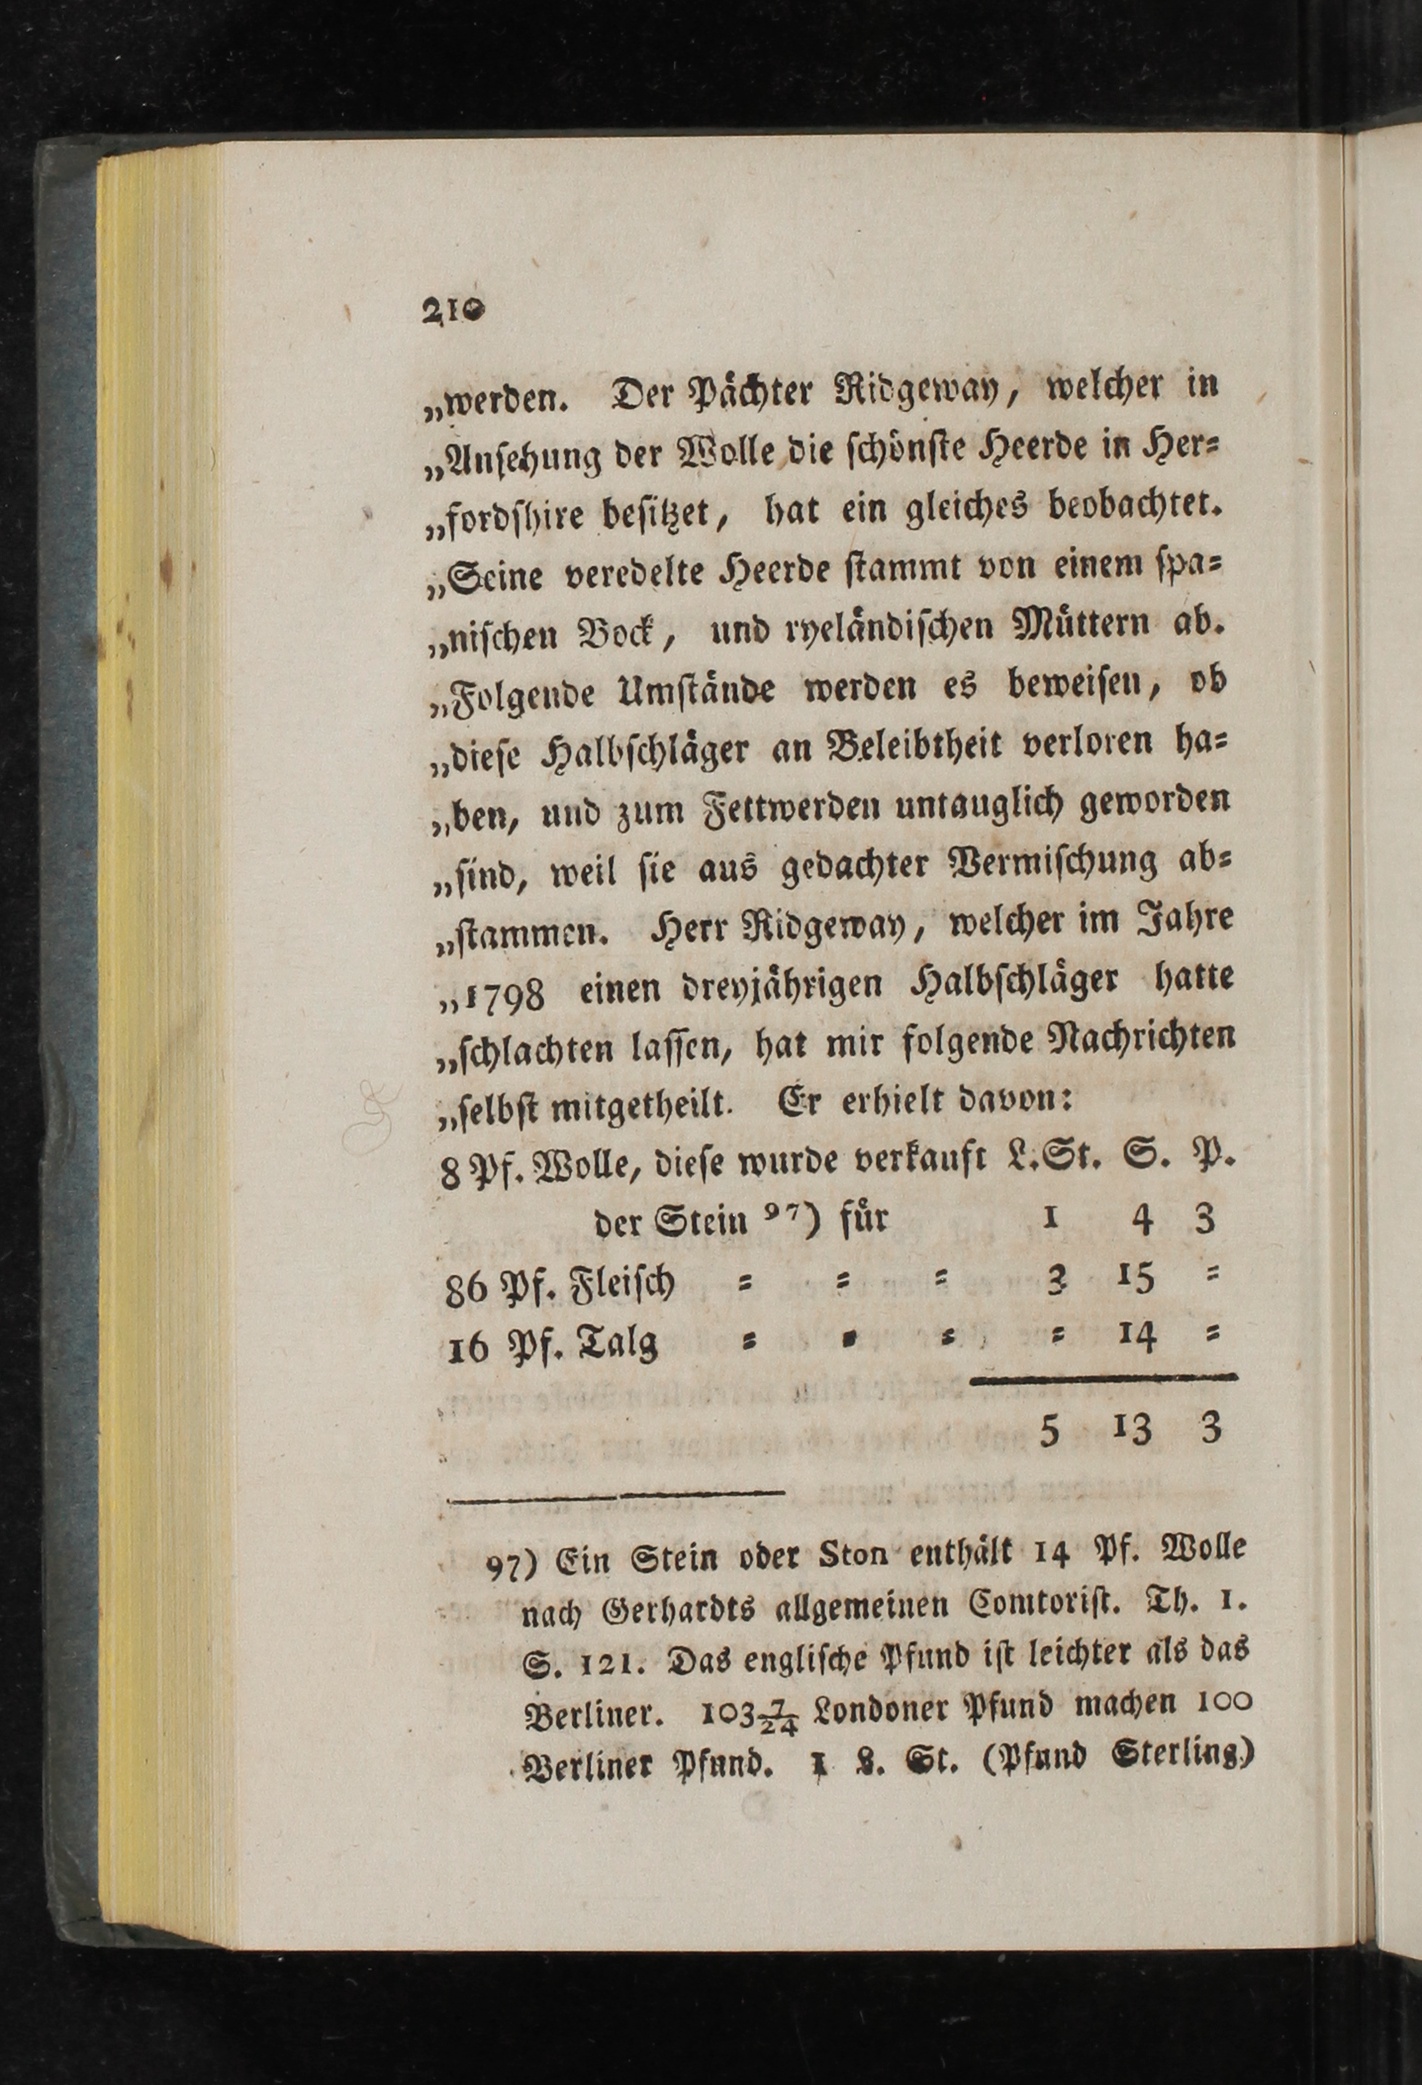 210
„werden. Der Pächter Ridgeway, welcher in
„Ansehung der Wolle die schönste Heerde in Her⸗
„fordshire besitzet, hat ein gleiches beobachtet.
„Seine veredelte Heerde stammt von einem spa⸗
„nischen Bock, und ryeländischen Müttern ab.
„Folgende Umstände werden es beweisen, ob
„diese Halbschläger an Beleibtheit verloren ha⸗
„ben, und zum Fettwerden untauglich geworden
„sind, weil sie aus gedachter Vermischung ab⸗
„stammen. Herr Ridgeway, welcher im Jahre
„1798 einen dreyjährigen Halbschläger hatte
„schlachten lassen, hat mir folgende Nachrichten
„selbst mitgetheilt. Er erhielt davon:
8 Pf. Wolle, diese wurde verkauft L.St. S. P.
der Stein 97) für 1 4 3
86 Pf. Fleisch ⸗ ⸗ ⸗ 3 15 ⸗
16 Pf. Talg ⸗ ⸗ ⸗ ⸗ 14 ⸗
5 13 3
97) Ein Stein oder Ston enthält 14 Pf. Wolle
nach Gerhardts allgemeinen Comtorist. Th. 1.
S. 121. Das englische Pfund ist leichter als das
Berliner. 103 7/24 Londoner Pfund machen 100
Berliner Pfund. 1 L. St. (Pfund Sterling)